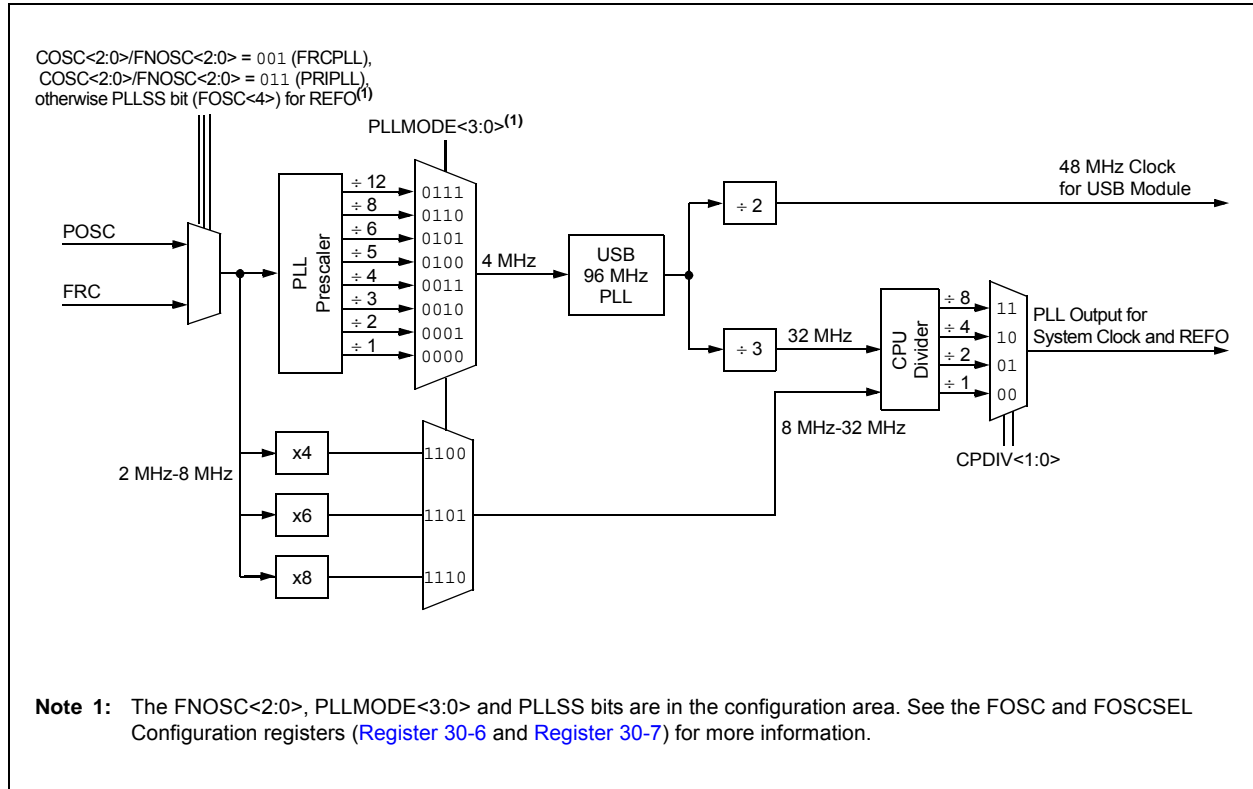 COSC<2:0>/FNOSC<2:0> = 001 (FRCPLL),
COSC<2:0>/FNOSC<2:0> = 011 (PRIPLL),
otherwise PLLSS bit (FOSC<4>) for REFO(1)
PLLMODE<3:0>(1)
POSC
FRC
PLL Prescaler
÷ 12
÷ 8
÷ 6
÷ 5
÷ 4
÷ 3
÷ 2
÷ 1
0111
0110
0101
0100
0011
0010
0001
0000
4 MHz
USB
96 MHz
PLL
÷ 2
48 MHz Clock
for USB Module
÷ 3
32 MHz
CPU Divider
÷ 8
÷ 4
÷ 2
÷ 1
11
10
01
00
PLL Output for
System Clock and REFO
CPDIV<1:0>
8 MHz-32 MHz
2 MHz-8 MHz
x4
x6
x8
1100
1101
1110
Note 1: The FNOSC<2:0>, PLLMODE<3:0> and PLLSS bits are in the configuration area. See the FOSC and FOSCSEL
Configuration registers (Register 30-6 and Register 30-7) for more information.